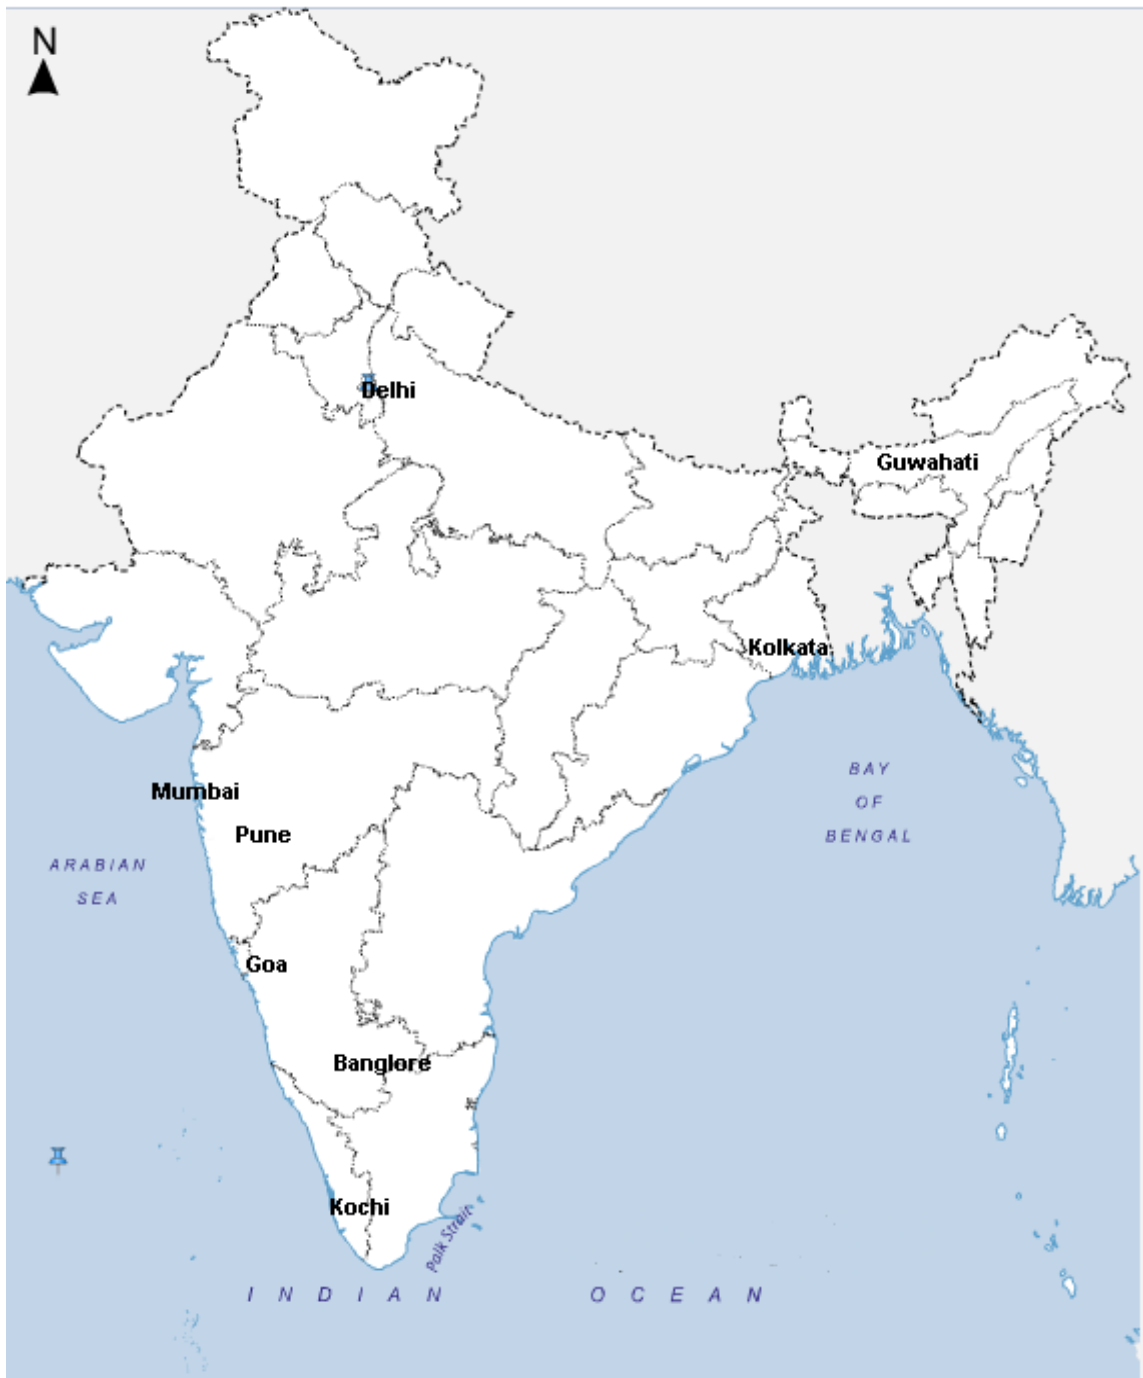 N
Delhi
Guwahati
Kolkata
Mumbai
Pune
BAY
OF
BENGAL
ARABIAN
SEA
Goa
Banglore
Kochi
Palk Strait
INDIAN OCEAN